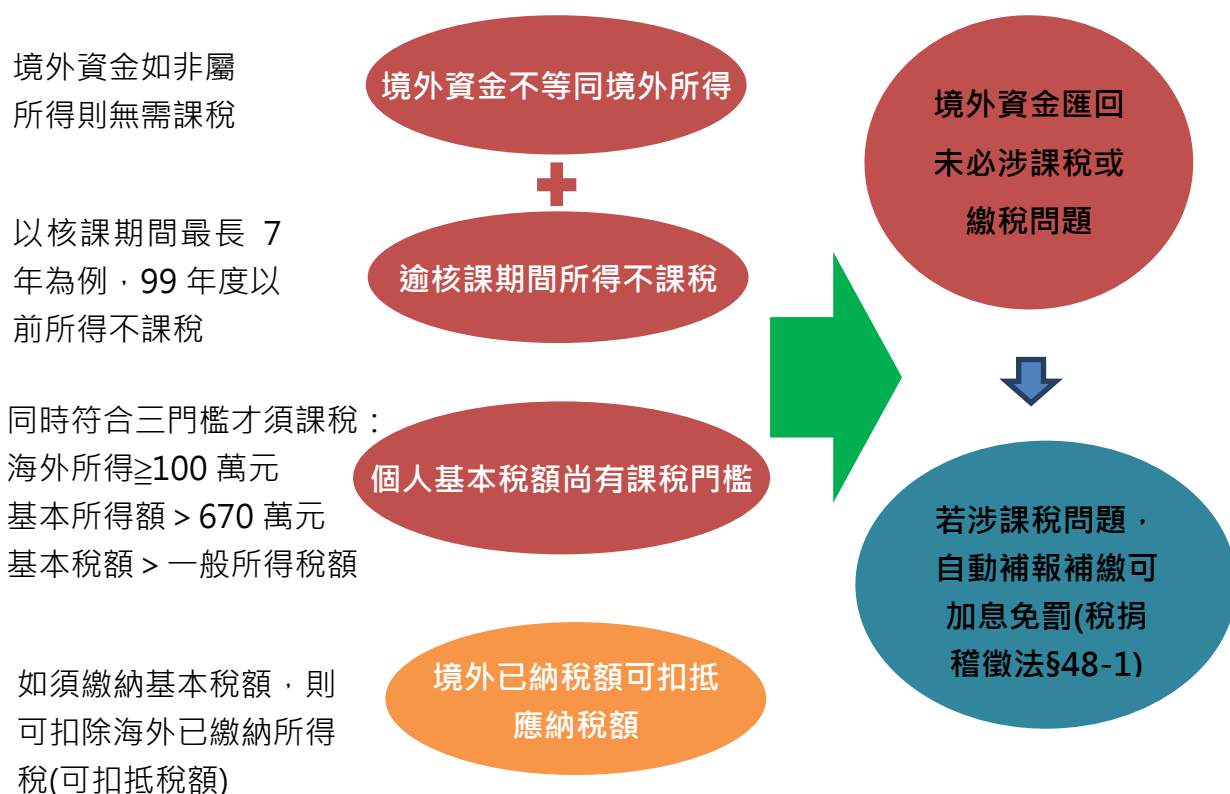 境外資金如非屬
所得則無需課稅
境外資金不等同境外所得
以核課期間最長 7
年為例，99 年度以
前所得不課稅
逾核課期間所得不課稅
同時符合三門檻才須課稅：
海外所得≧100 萬元
基本所得額 > 670 萬元
基本稅額 > 一般所得稅額
個人基本稅額尚有課稅門檻
如須繳納基本稅額，則
可扣除海外已繳納所得
稅(可扣抵稅額)
境外已納稅額可扣抵
應納稅額
境外資金匯回
未必涉課稅或
繳稅問題
若涉課稅問題，
自動補報補繳可
加息免罰(稅捐
稽徵法§48-1)